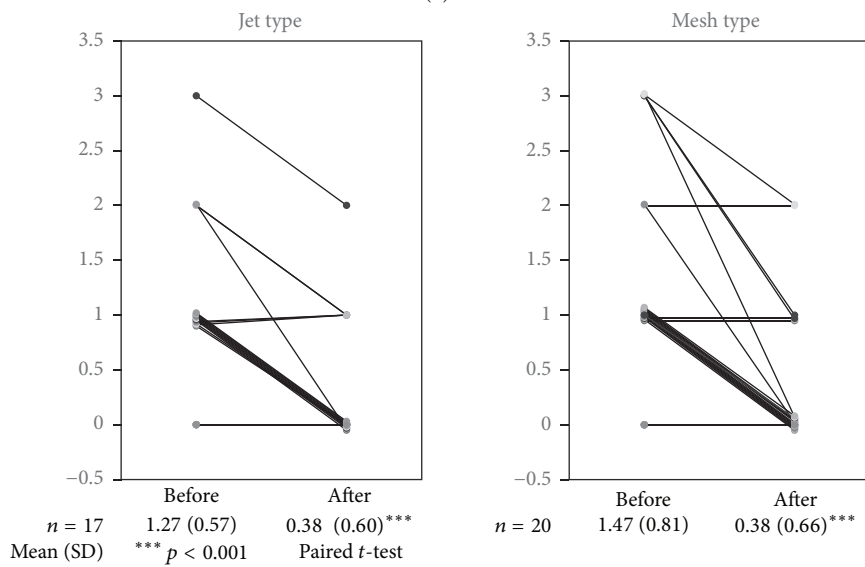 Jet type
3.5
3
2.5
2
1.5
1
0.5
0
−0.5
Before After
n = 17 1.27 (0.57) 0.38 (0.60)***
Mean (SD) *** p < 0.001 Paired t-test
Mesh type
3.5
3
2.5
2
1.5
1
0.5
0
−0.5
Before After
n = 20 1.47 (0.81) 0.38 (0.66)***